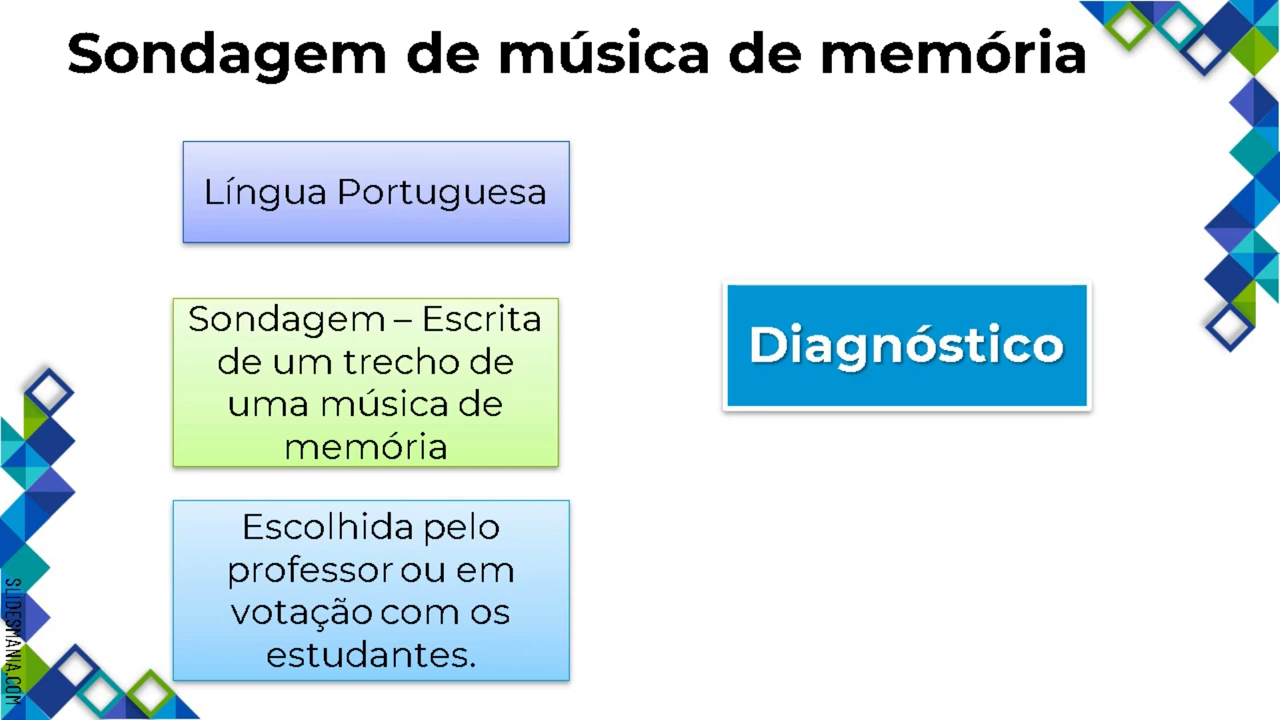 Sondagem de música de memória
Língua Portuguesa
Sondagem – Escrita
de um trecho de
uma música de
memória
Diagnóstico
Escolhida pelo
professor ou em
votação com os
estudantes.
SLIDESMANIA.COM